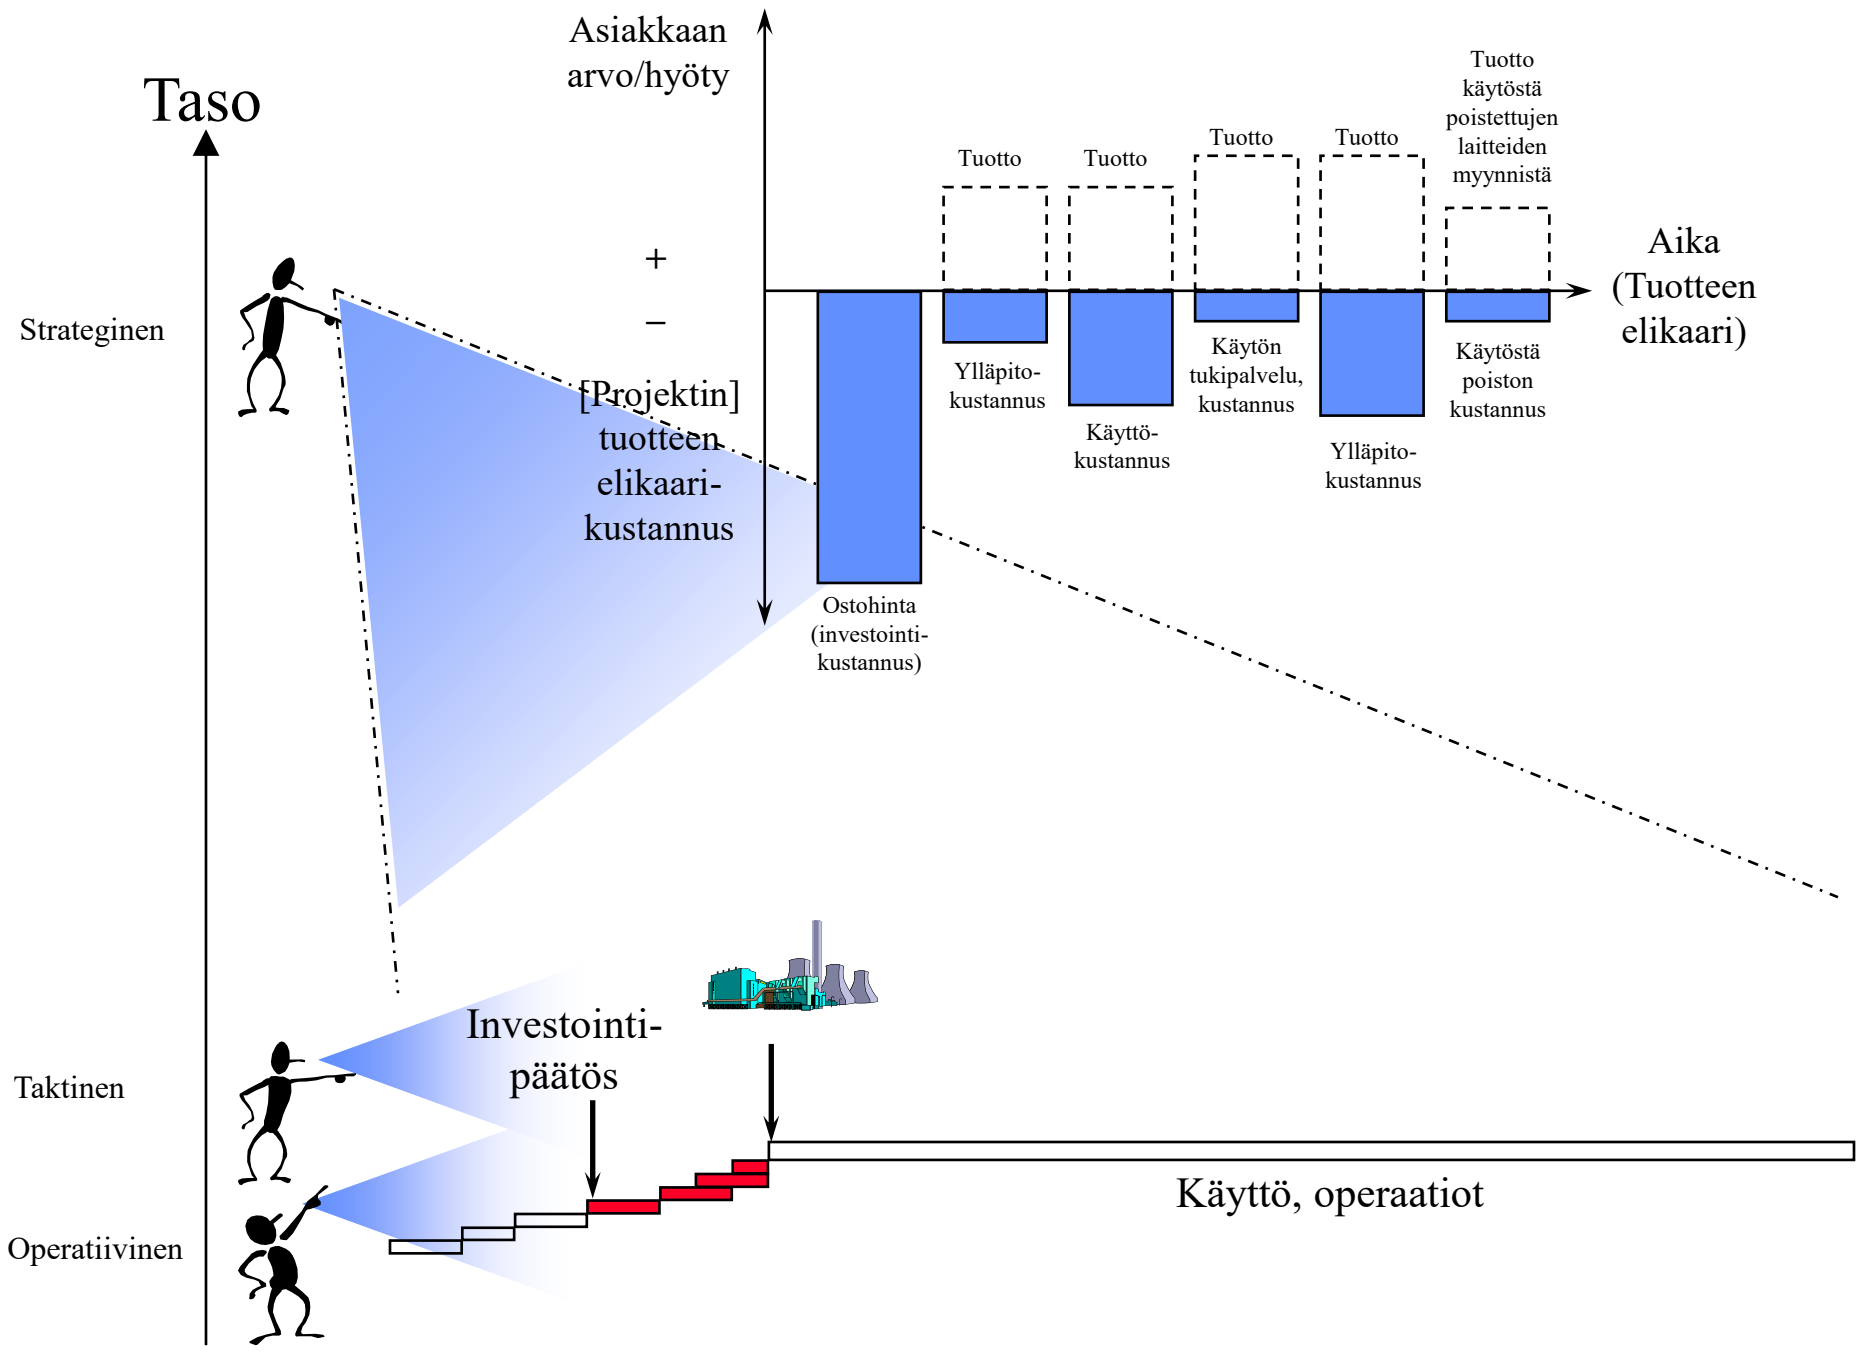 Taso
Asiakkaan
arvo/hyöty
+
–
[Projektin]
tuotteen
elikaari-
kustannus
Tuotto
Tuotto
Tuotto
Tuotto
Tuotto
käytöstä
poistettujen
laitteiden
myynnistä
Aika
(Tuotteen
elikaari)
Ostohinta
(investointi-
kustannus)
Ylläpito-
kustannus
Käyttö-
kustannus
Käytön
tukipalvelu,
kustannus
Ylläpito-
kustannus
Käytöstä
poiston
kustannus
Strateginen
Taktinen
Operatiivinen
Investointi-
päätös
Käyttö, operaatiot